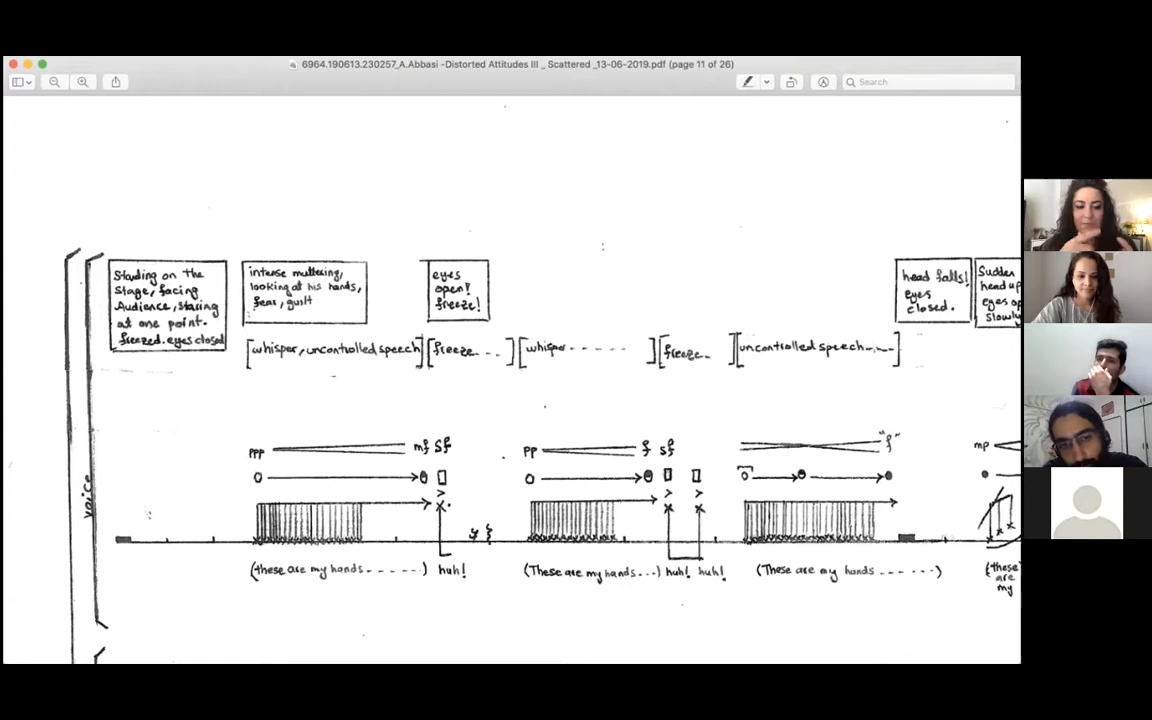 6964.190613.230257_A.Abbasi -Distorted Attitudes III _ Scattered _13-06-2019.pdf (page 11 of 26)
Search
Standing on the
Stage, facing
Audience, staring
at one point.
freezed. eyes closed
intense muttering,
looking at his hands,
fear, guilt
eyes
open!
freeze!
head falls!
eyes
closed.
Sudden
head up
eyes op
slowly
[whisper, uncontrolled speech] [freeze... ] [whisper - - - - - - ] [freeze.. ] [uncontrolled speech..-.. ]
ppp mf sf pp f sf "f" mp
voice
(these are my hands - - - - - - ) huh! (These are my hands ...) huh! huh! (These are my hands - - - - - - ) (these
are
my